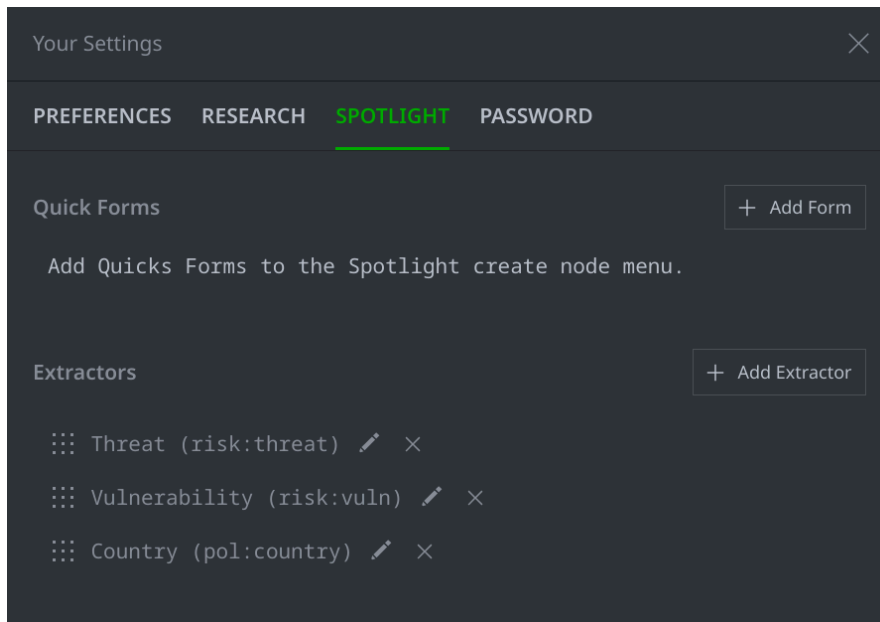 Your Settings
PREFERENCES RESEARCH SPOTLIGHT PASSWORD
Quick Forms
Add Form
Add Quicks Forms to the Spotlight create node menu.
Extractors
Add Extractor
Threat (risk:threat)
Vulnerability (risk:vuln)
Country (pol:country)